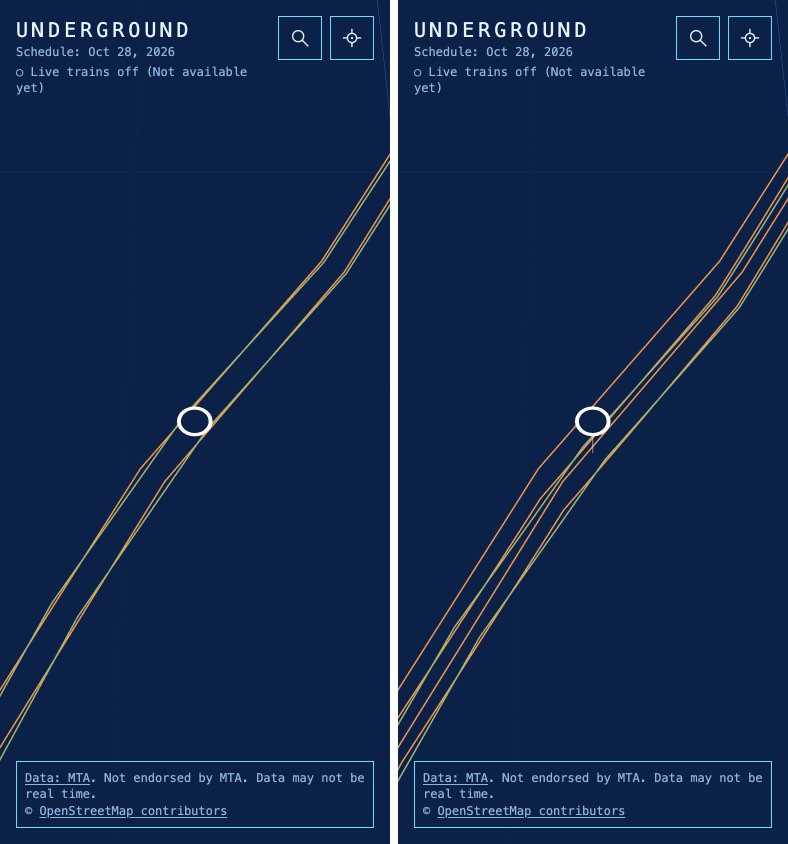 UNDERGROUND
Schedule: Oct 28, 2026
○ Live trains off (Not available
yet)
Data: MTA. Not endorsed by MTA. Data may not be
real time.
© OpenStreetMap contributors
UNDERGROUND
Schedule: Oct 28, 2026
○ Live trains off (Not available
yet)
Data: MTA. Not endorsed by MTA. Data may not be
real time.
© OpenStreetMap contributors